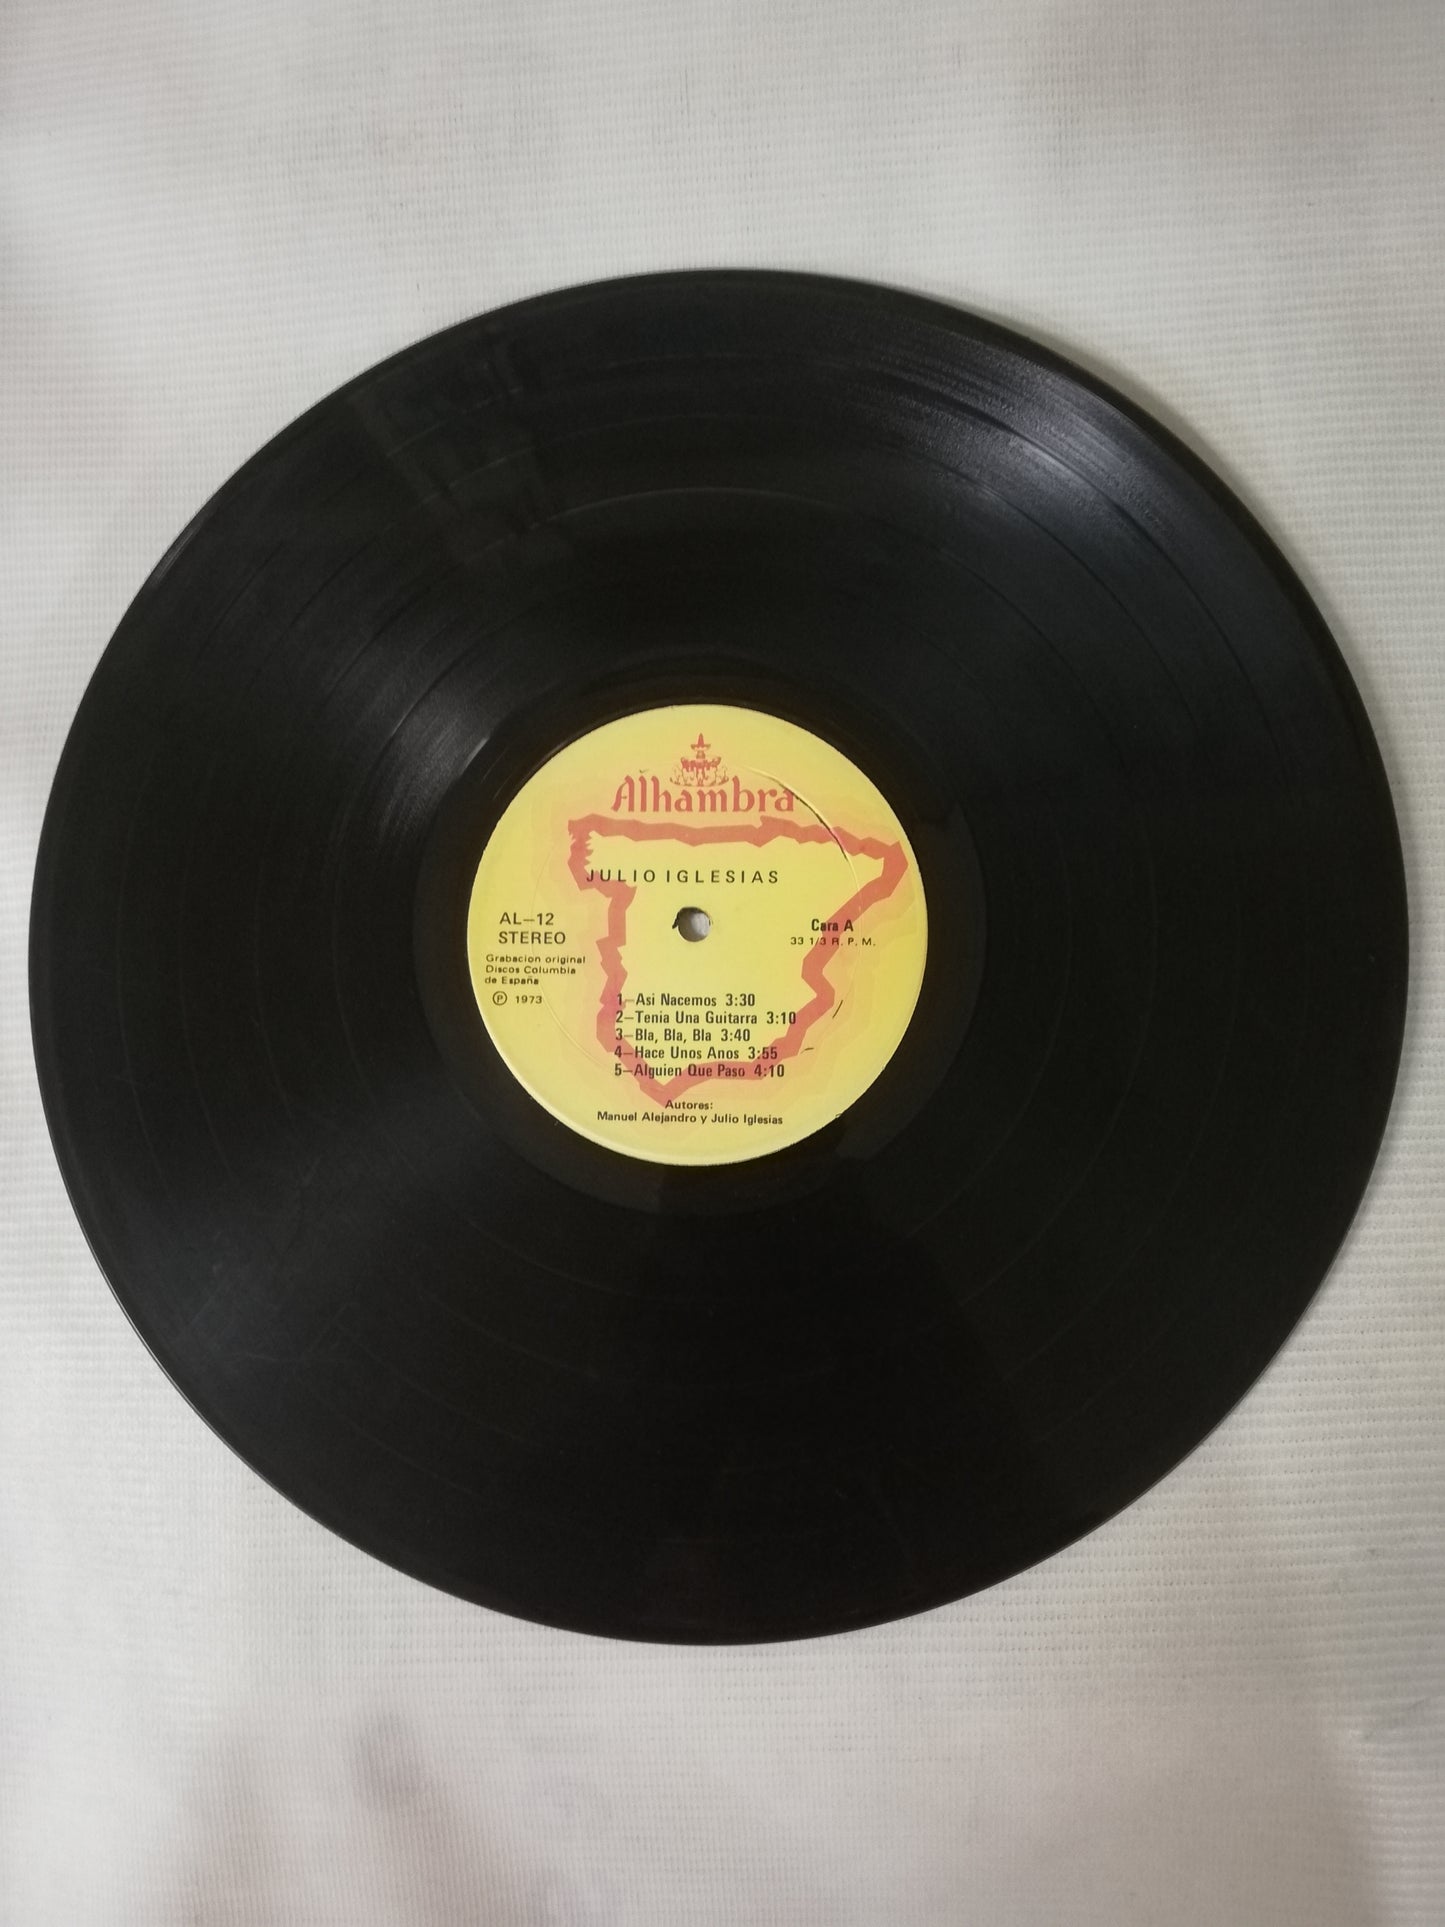 Alhambra
JULIO IGLESIAS
AL-12
STEREO
Grabacion original
Discos Columbia
de España
℗ 1973
Cara A
33 1/3 R. P. M.
1-Asi Nacemos 3:30
2-Tenia Una Guitarra 3:10
3-Bla, Bla, Bla 3:40
4-Hace Unos Anos 3:55
5-Alguien Que Paso 4:10
Autores:
Manuel Alejandro y Julio Iglesias